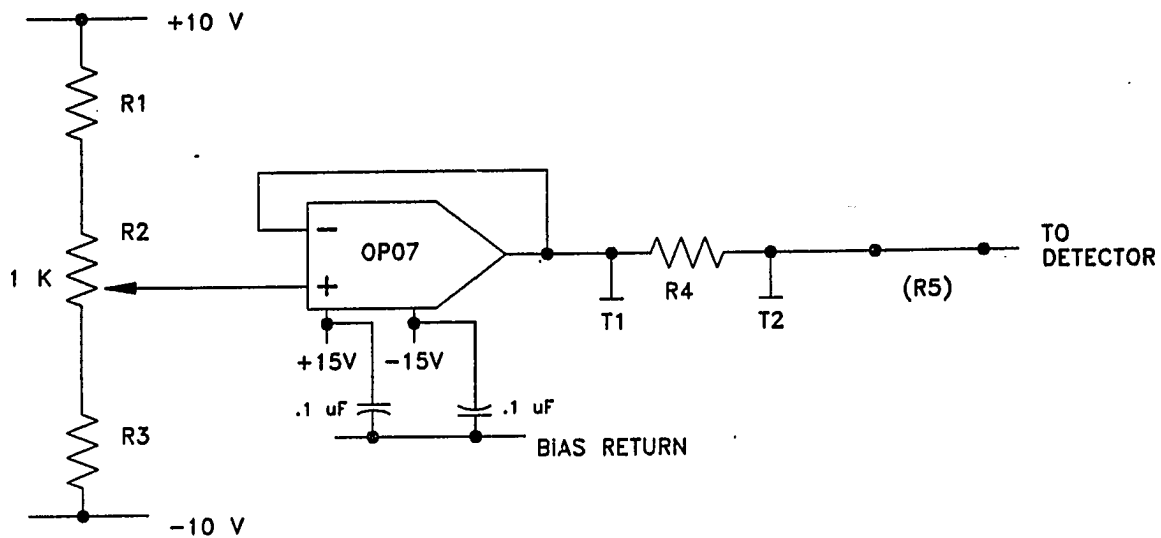 +10 V
R1
R2
1 K
R3
-10 V
−
+
OP07
+15V
-15V
.1 uF
.1 uF
BIAS RETURN
T1
R4
T2
(R5)
TO
DETECTOR